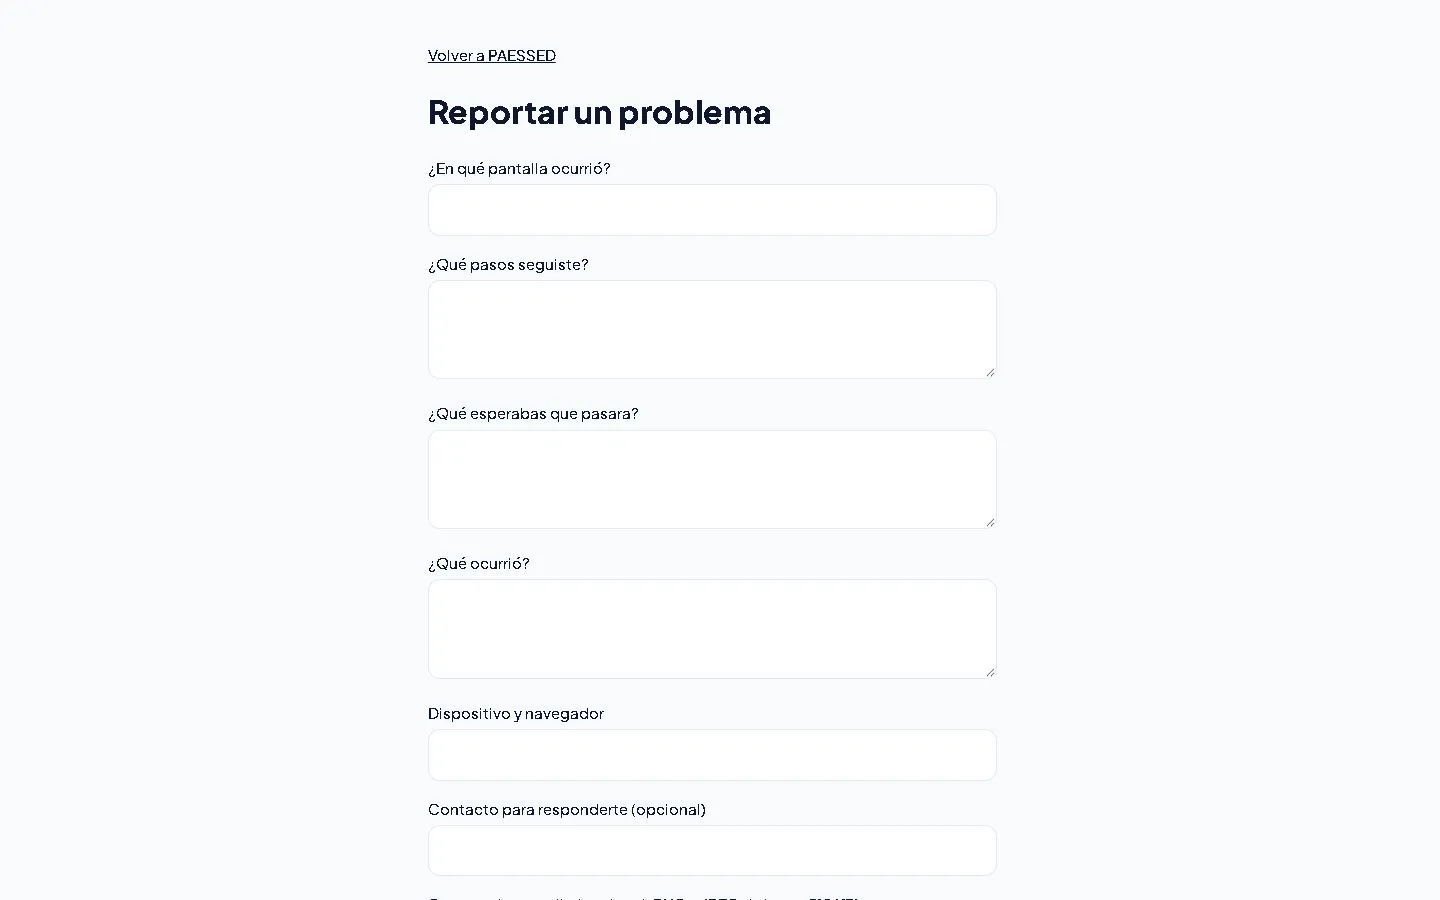 Volver a PAESSED
Reportar un problema
¿En qué pantalla ocurrió?
¿Qué pasos seguiste?
¿Qué esperabas que pasara?
¿Qué ocurrió?
Dispositivo y navegador
Contacto para responderte (opcional)